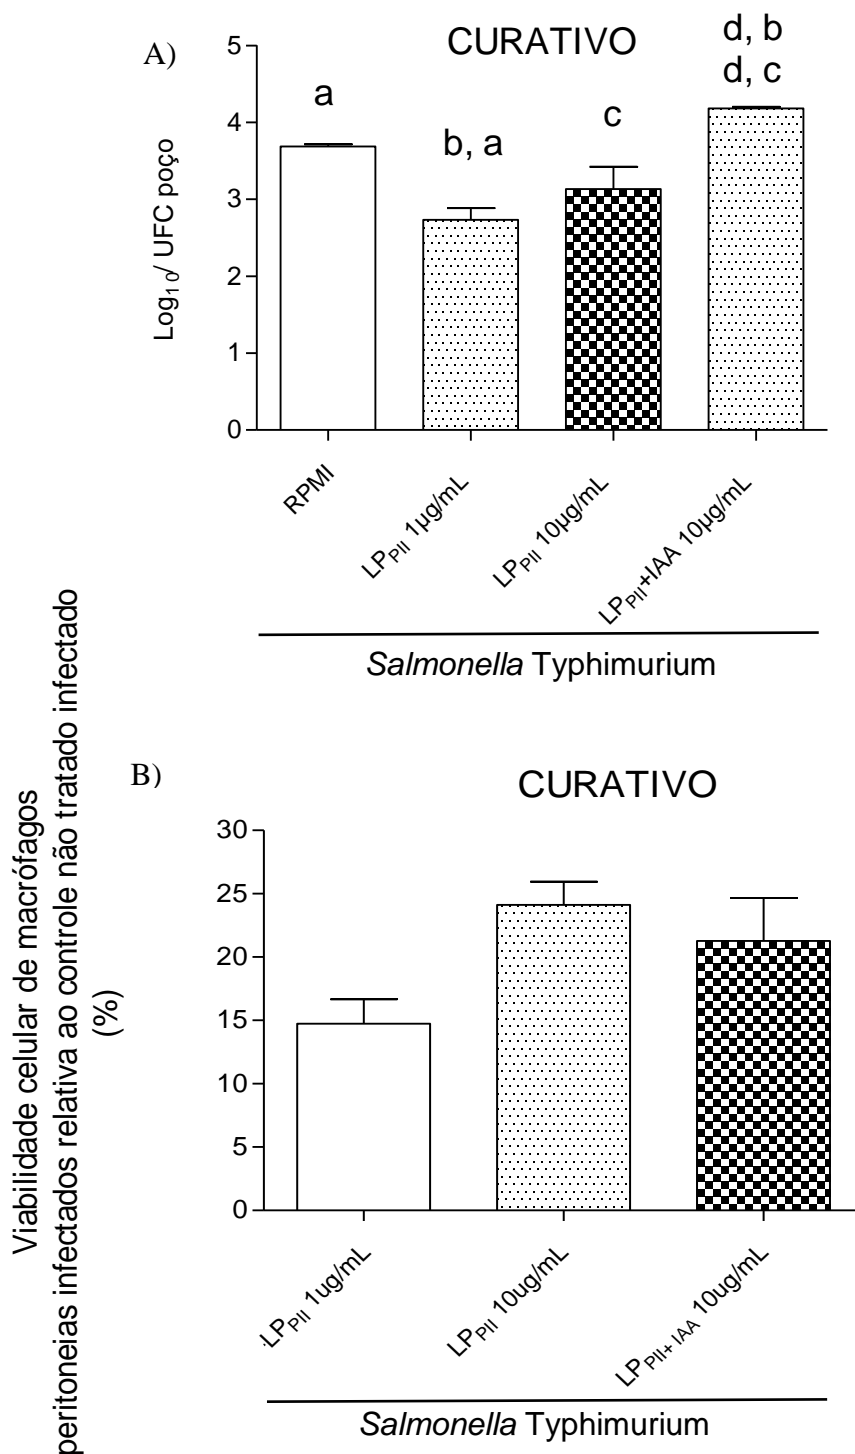 A)
CURATIVO
Log10/ UFC poço
5
4
3
2
1
0
a
b, a
c
d, b
d, c
RPMI
LPPII 1µg/mL
LPPII 10µg/mL
LPPII+IAA 10µg/mL
Salmonella Typhimurium
B)
CURATIVO
Viabilidade celular de macrófagos
peritoneias infectados relativa ao controle não tratado infectado
(%)
30
25
20
15
10
5
0
.LPPII 1ug/mL
LPPII 10ug/mL
LPPII+ IAA 10ug/mL
Salmonella Typhimurium